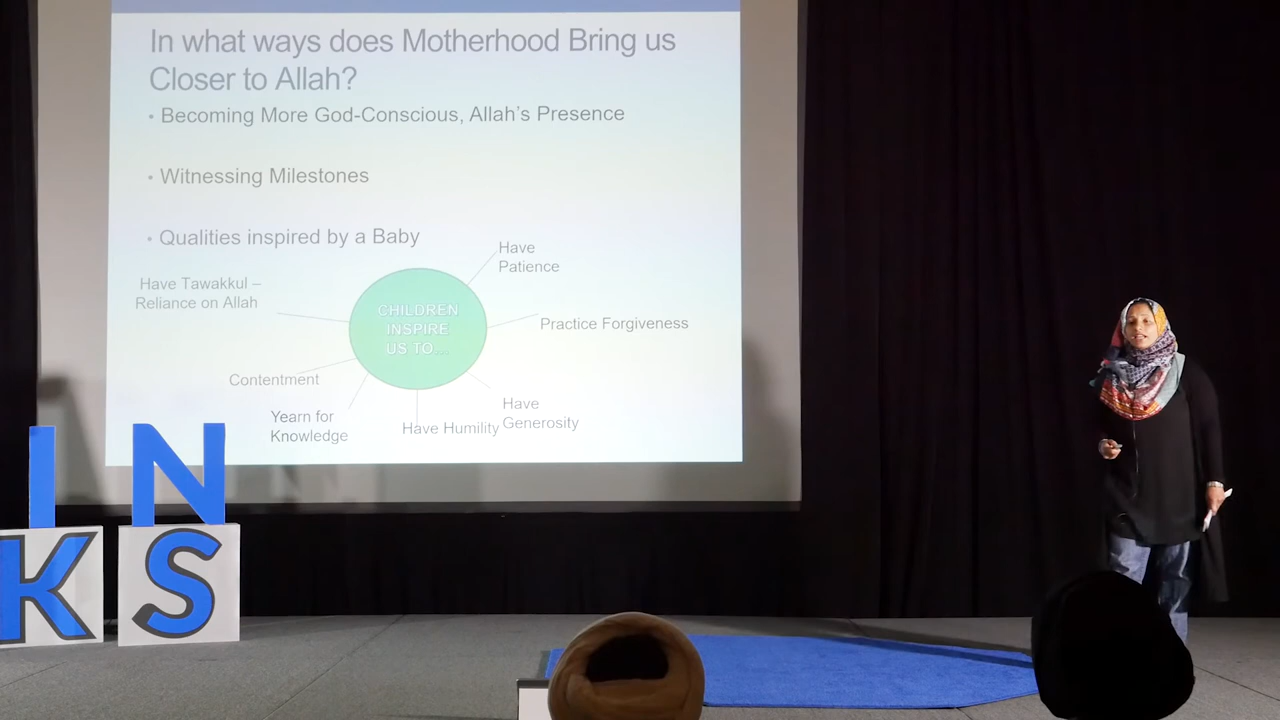 In what ways does Motherhood Bring us
Closer to Allah?
• Becoming More God-Conscious, Allah's Presence
• Witnessing Milestones
• Qualities inspired by a Baby
Have
Patience
Have Tawakkul –
Reliance on Allah
CHILDREN
INSPIRE
US TO...
Practice Forgiveness
Contentment
Yearn for
Knowledge
Have Humility
Have
Generosity
IN
KS